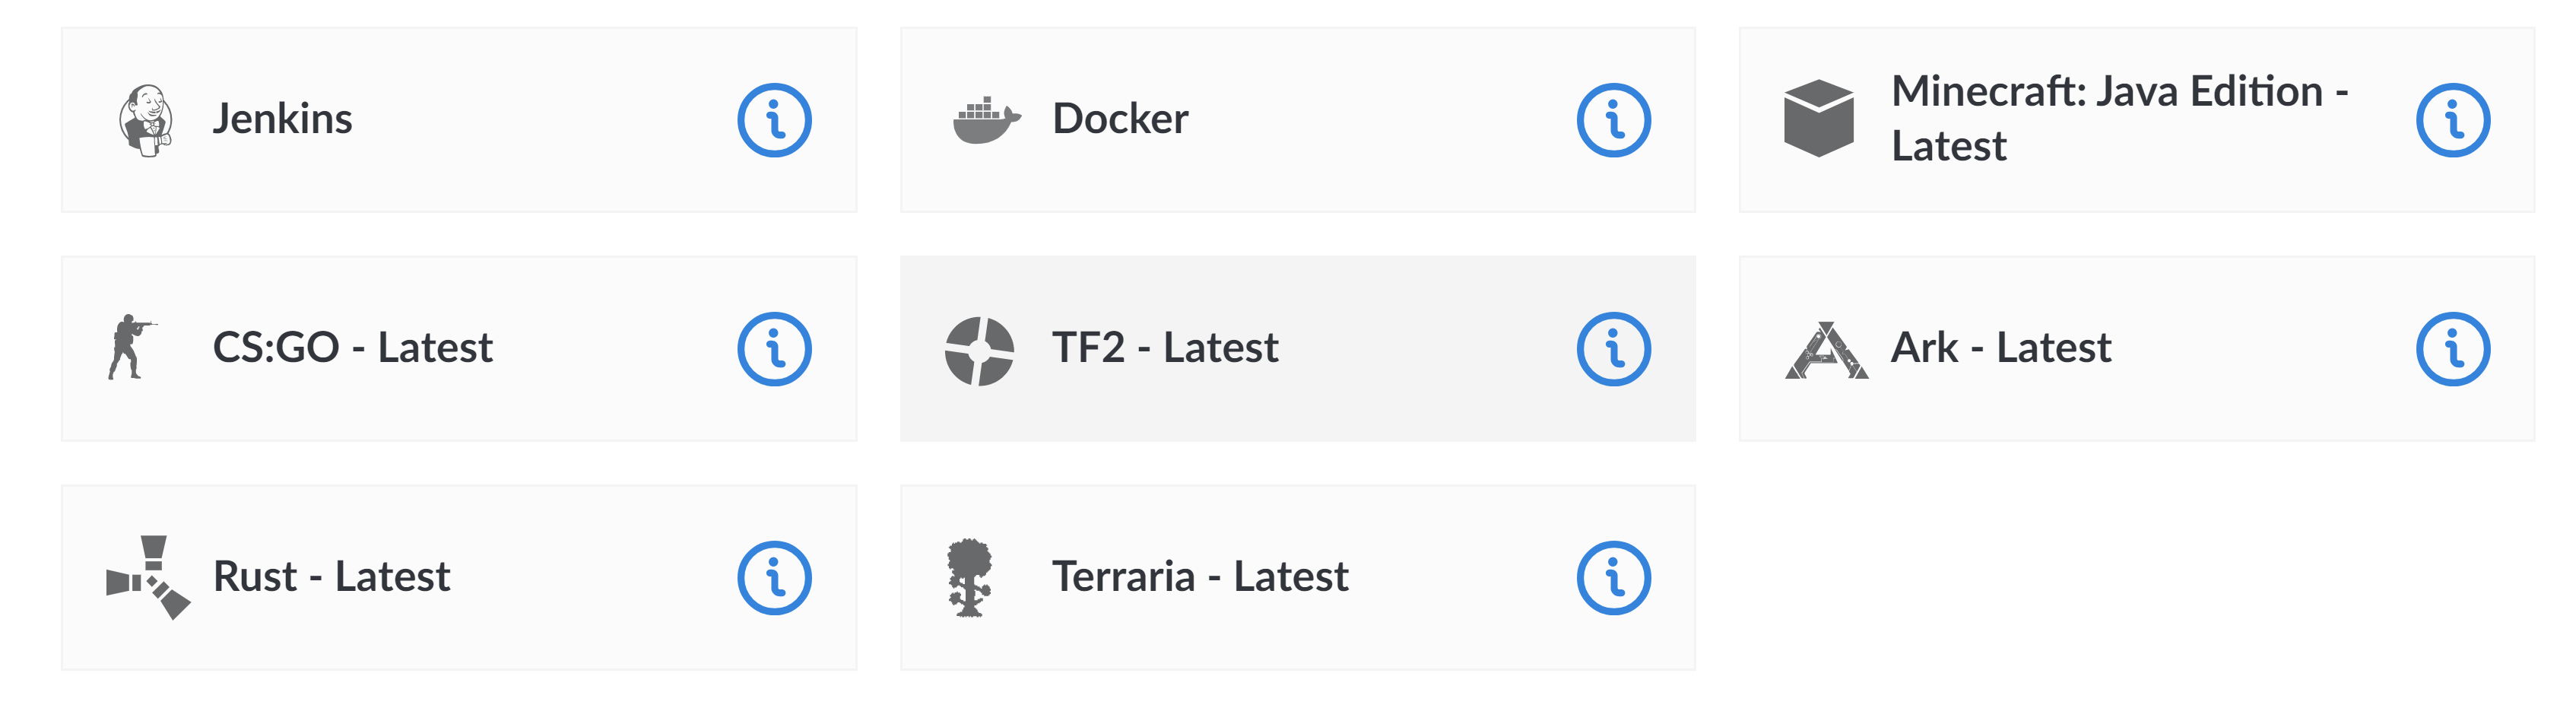 Jenkins
Docker
Minecraft: Java Edition -
Latest
CS:GO - Latest
TF2 - Latest
Ark - Latest
Rust - Latest
Terraria - Latest